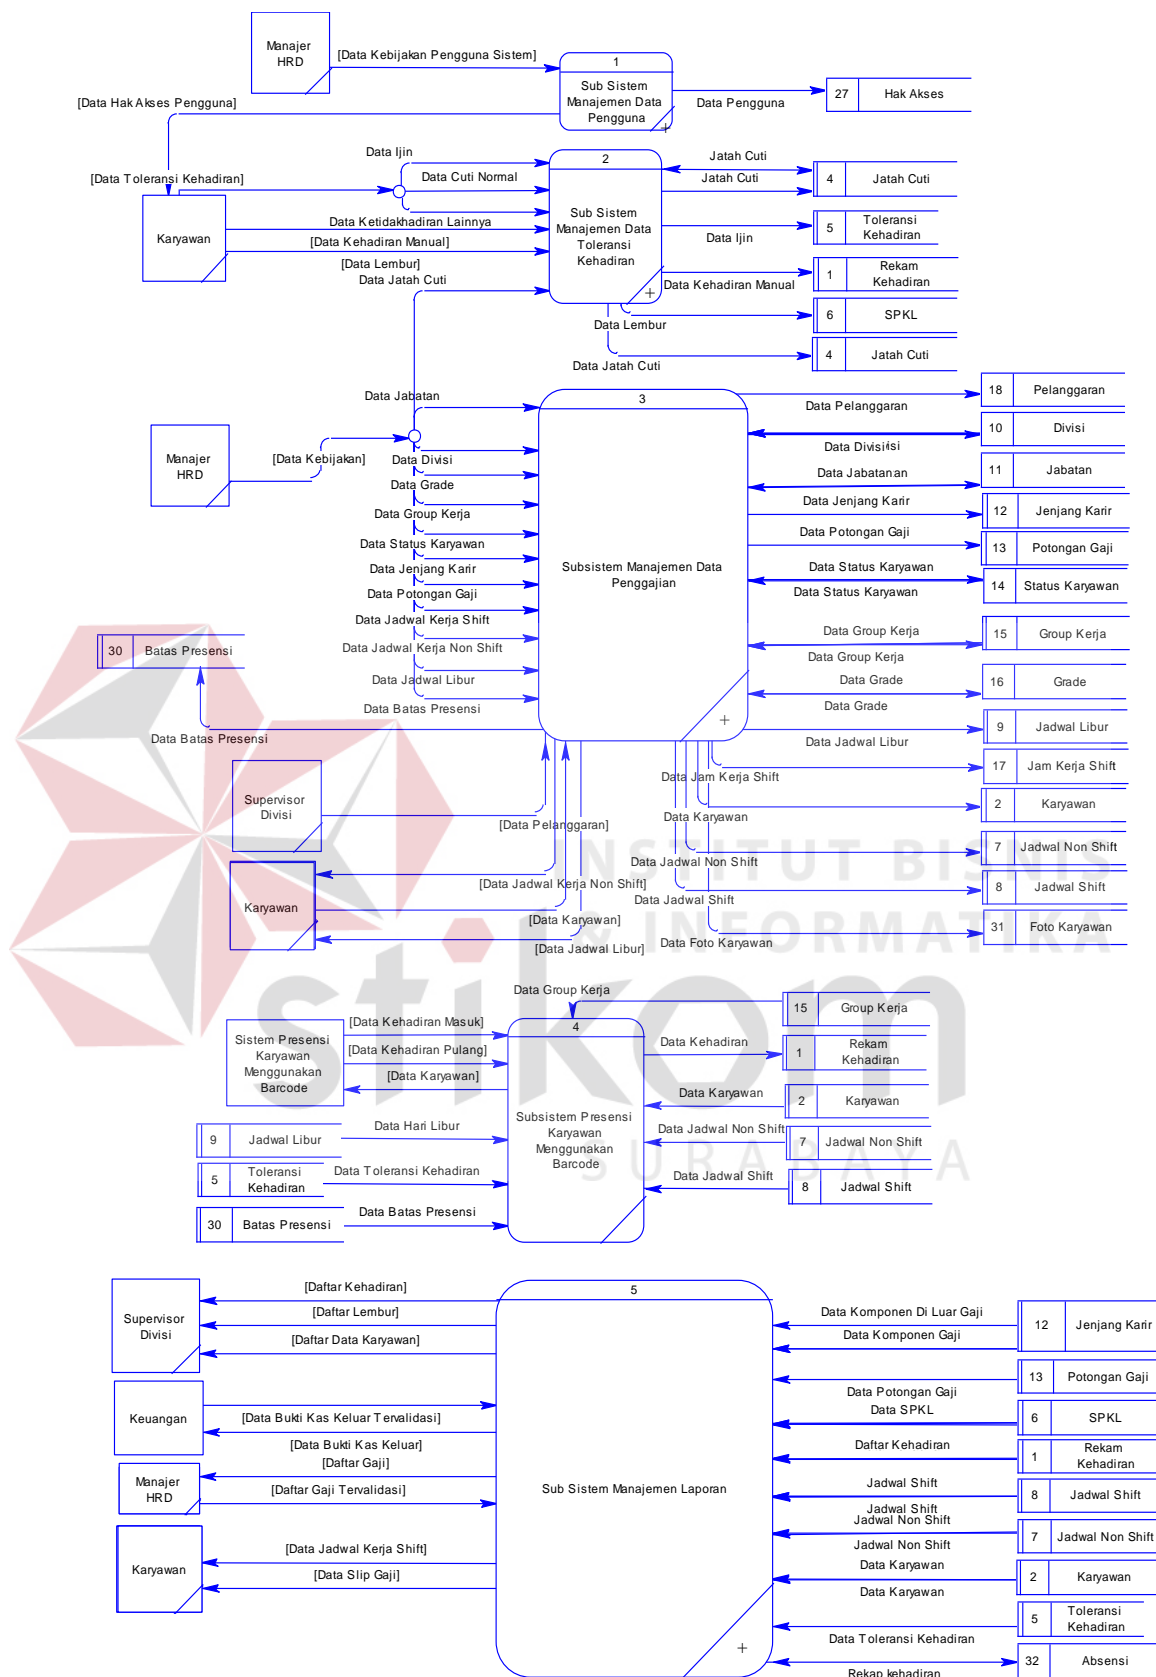 Manajer
HRD
[Data Kebijakan Pengguna Sistem]
1
Sub Sistem
Manajemen Data
Pengguna
[Data Hak Akses Pengguna]
Data Pengguna
27
Hak Akses
Data Ijin
Data Cuti Normal
[Data Toleransi Kehadiran]
Karyawan
Data Ketidakhadiran Lainnya
[Data Kehadiran Manual]
[Data Lembur]
Data Jatah Cuti
2
Sub Sistem
Manajemen Data
Toleransi
Kehadiran
Jatah Cuti
Jatah Cuti
4
Jatah Cuti
Data Ijin
5
Toleransi
Kehadiran
Data Kehadiran Manual
1
Rekam
Kehadiran
Data Lembur
6
SPKL
Data Jatah Cuti
4
Jatah Cuti
Manajer
HRD
[Data Kebijakan]
Data Jabatan
Data Divisi
Data Grade
Data Group Kerja
Data Status Karyawan
Data Jenjang Karir
Data Potongan Gaji
Data Jadwal Kerja Shift
Data Jadwal Kerja Non Shift
Data Jadwal Libur
Data Batas Presensi
3
Subsistem Manajemen Data
Penggajian
Data Pelanggaran
18
Pelanggaran
Data Divisi
10
Divisi
Data Jabatan
11
Jabatan
Data Jenjang Karir
12
Jenjang Karir
Data Potongan Gaji
13
Potongan Gaji
Data Status Karyawan
Data Status Karyawan
14
Status Karyawan
Data Group Kerja
Data Group Kerja
15
Group Kerja
Data Grade
Data Grade
16
Grade
Data Jadwal Libur
9
Jadwal Libur
Data Jam Kerja Shift
17
Jam Kerja Shift
Data Karyawan
2
Karyawan
Data Jadwal Non Shift
7
Jadwal Non Shift
Data Jadwal Shift
8
Jadwal Shift
Data Foto Karyawan
31
Foto Karyawan
30
Batas Presensi
Data Batas Presensi
Supervisor
Divisi
[Data Pelanggaran]
Karyawan
[Data Jadwal Kerja Non Shift]
[Data Karyawan]
[Data Jadwal Libur]
INSTITUT BISNIS
& INFORMATIKA
stikom
SURABAYA
Data Group Kerja
15
Group Kerja
Sistem Presensi
Karyawan
Menggunakan
Barcode
[Data Kehadiran Masuk]
[Data Kehadiran Pulang]
[Data Karyawan]
4
Subsistem Presensi
Karyawan
Menggunakan
Barcode
Data Kehadiran
1
Rekam
Kehadiran
Data Karyawan
2
Karyawan
9
Jadwal Libur
Data Hari Libur
Data Jadwal Non Shift
7
Jadwal Non Shift
5
Toleransi
Kehadiran
Data Toleransi Kehadiran
Data Jadwal Shift
8
Jadwal Shift
30
Batas Presensi
Data Batas Presensi
Supervisor
Divisi
[Daftar Kehadiran]
[Daftar Lembur]
[Daftar Data Karyawan]
Keuangan
[Data Bukti Kas Keluar Tervalidasi]
[Data Bukti Kas Keluar]
Manajer
HRD
[Daftar Gaji]
[Daftar Gaji Tervalidasi]
Karyawan
[Data Jadwal Kerja Shift]
[Data Slip Gaji]
5
Sub Sistem Manajemen Laporan
Data Komponen Di Luar Gaji
Data Komponen Gaji
12
Jenjang Karir
Data Potongan Gaji
13
Potongan Gaji
Data SPKL
6
SPKL
Daftar Kehadiran
1
Rekam
Kehadiran
Jadwal Shift
Jadwal Shift
8
Jadwal Shift
Jadwal Non Shift
Jadwal Non Shift
7
Jadwal Non Shift
Data Karyawan
Data Karyawan
2
Karyawan
Data Toleransi Kehadiran
5
Toleransi
Kehadiran
Rekap kehadiran
32
Absensi